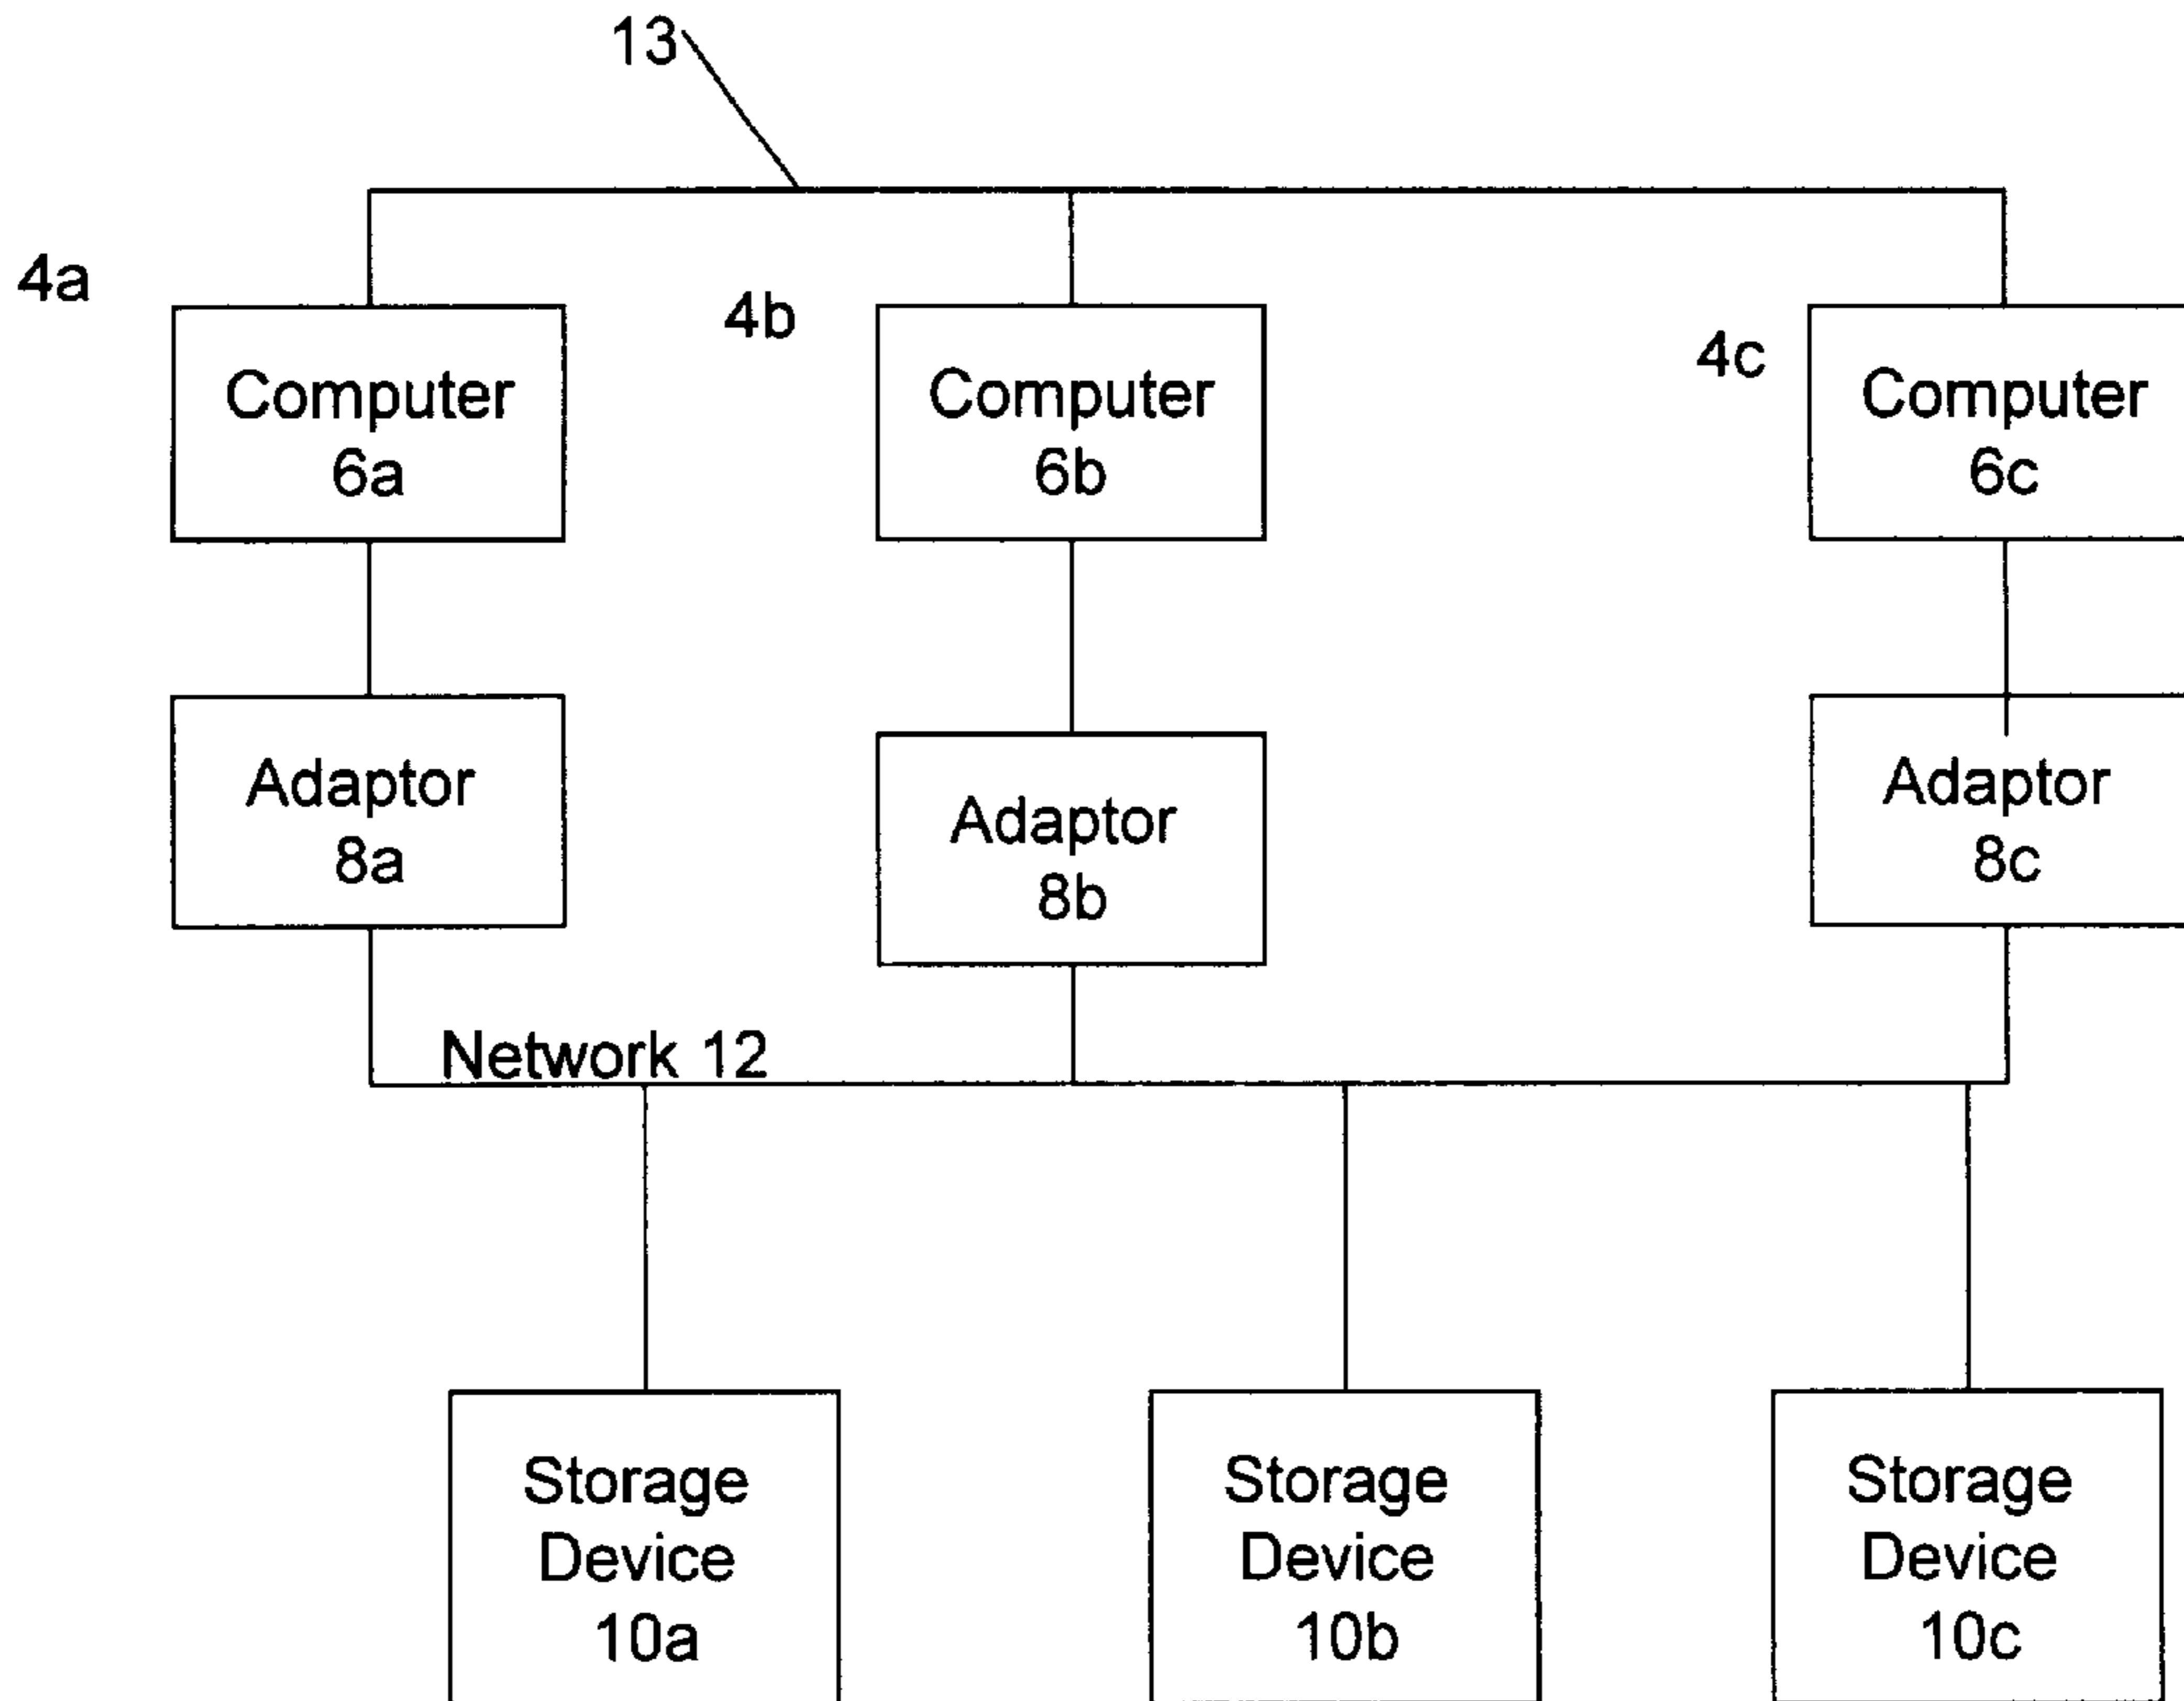 13
4a
4b
4c
Computer
6a
Computer
6b
Computer
6c
Adaptor
8a
Adaptor
8b
Adaptor
8c
Network 12
Storage
Device
10a
Storage
Device
10b
Storage
Device
10c